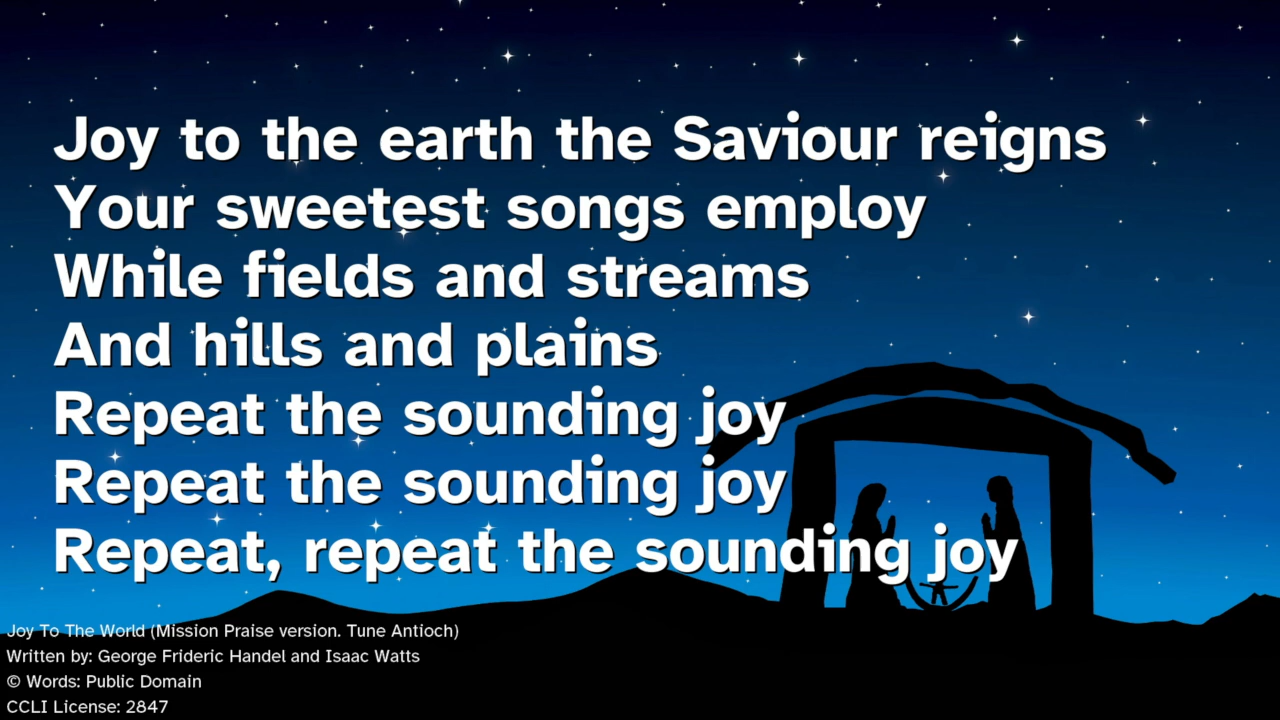 Joy to the earth the Saviour reigns
Your sweetest songs employ
While fields and streams
And hills and plains
Repeat the sounding joy
Repeat the sounding joy
Repeat, repeat the sounding joy
Joy To The World (Mission Praise version. Tune Antioch)
Written by: George Frideric Handel and Isaac Watts
© Words: Public Domain
CCLI License: 2847